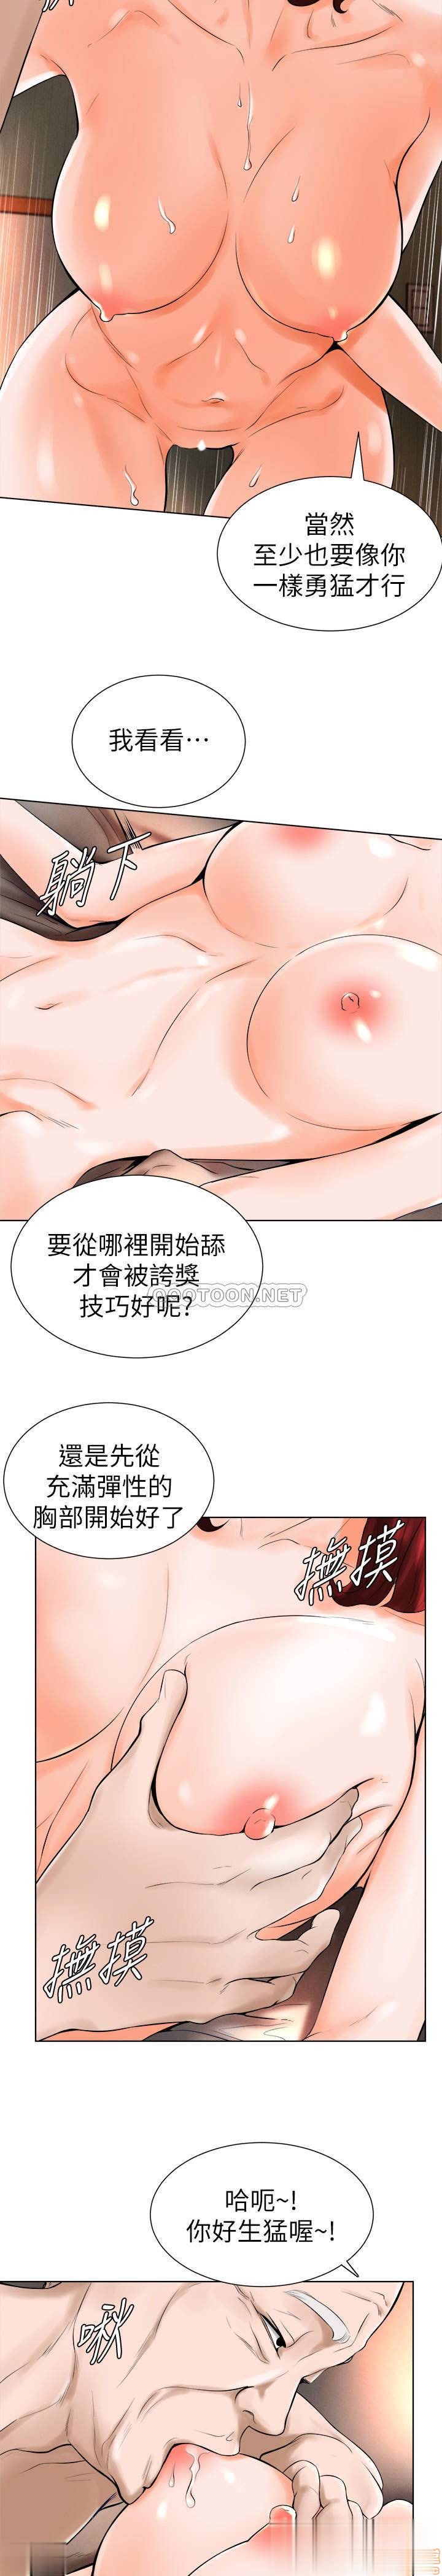 當然
至少也要像你
一樣勇猛才行
我看看…
躺下
要從哪裡開始舔
才會被誇獎
技巧好呢?
TOON.NET
還是先從
充滿彈性的
胸部開始好了
撫摸
撫摸
哈呃~!
你好生猛喔~!
啾